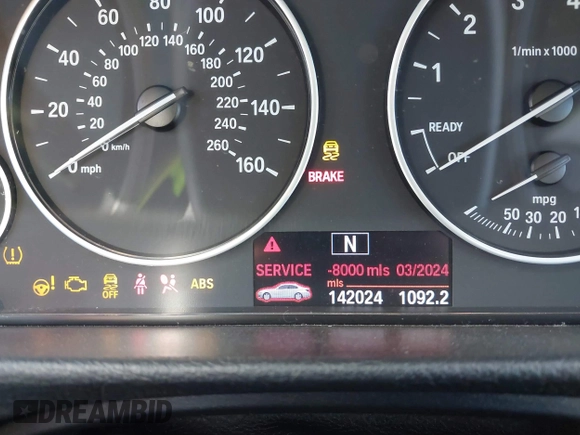 60 80 100
40 120
20 140
0 160
mph
80 100 120 140 160
60 180
40 200
20 220
0 240
260
km/h
1 2 3 4
1/min x 1000
READY
OFF
mpg
50 30 20
BRAKE
N
SERVICE -8000 mls 03/2024
mls
142024 1092.2
OFF ABS
DREAMBID